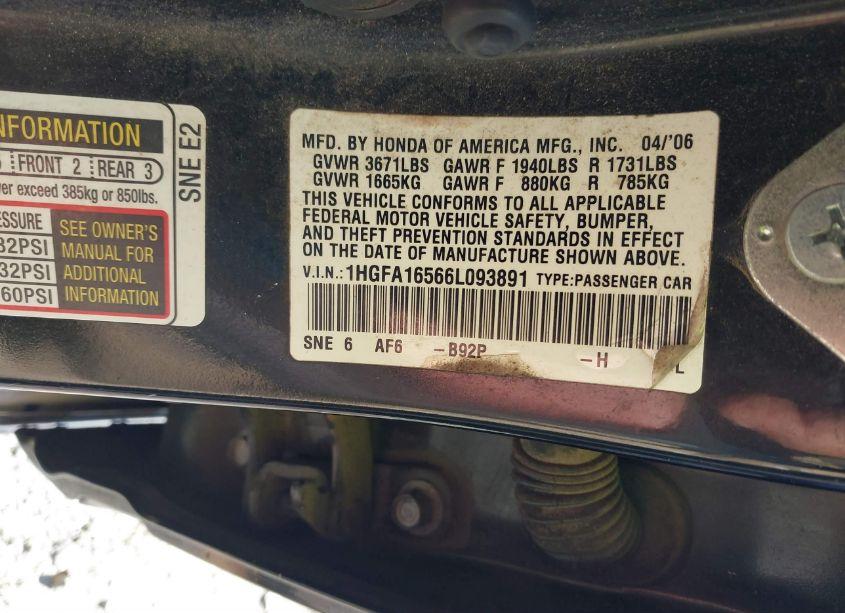 INFORMATION
FRONT 2 REAR 3
er exceed 385kg or 850lbs.
ESSURE
32PSI
32PSI
60PSI
SEE OWNER'S
MANUAL FOR
ADDITIONAL
INFORMATION
SNE E2
MFD. BY HONDA OF AMERICA MFG., INC. 04/'06
GVWR 3671LBS GAWR F 1940LBS R 1731LBS
GVWR 1665KG GAWR F 880KG R 785KG
THIS VEHICLE CONFORMS TO ALL APPLICABLE
FEDERAL MOTOR VEHICLE SAFETY, BUMPER,
AND THEFT PREVENTION STANDARDS IN EFFECT
ON THE DATE OF MANUFACTURE SHOWN ABOVE.
V.I.N.: 1HGFA16566L093891 TYPE:PASSENGER CAR
SNE 6 AF6 -B92P -H L